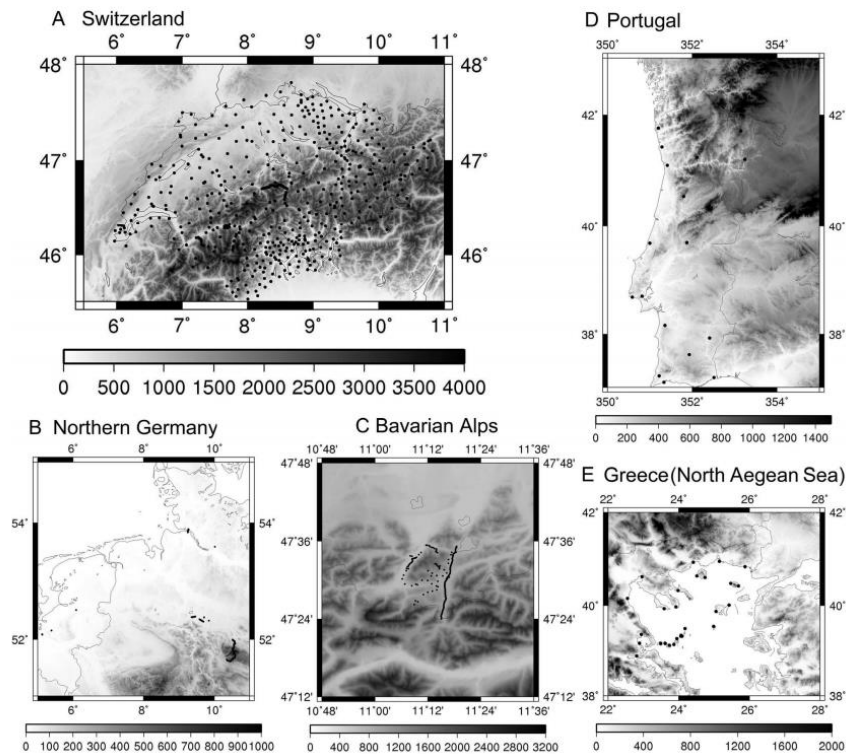 A Switzerland
6˚ 7˚ 8˚ 9˚ 10˚ 11˚
48˚ 48˚
47˚ 47˚
46˚ 46˚
6˚ 7˚ 8˚ 9˚ 10˚ 11˚
0 500 1000 1500 2000 2500 3000 3500 4000
B Northern Germany
6˚ 8˚ 10˚
54˚ 54˚
52˚ 52˚
6˚ 8˚ 10˚
0 100 200 300 400 500 600 700 800 900 1000
C Bavarian Alps
10˚48' 11˚00' 11˚12' 11˚24' 11˚36'
47˚48' 47˚48'
47˚36' 47˚36'
47˚24' 47˚24'
47˚12' 47˚12'
10˚48' 11˚00' 11˚12' 11˚24' 11˚36'
0 400 800 1200 1600 2000 2400 2800 3200
D Portugal
350˚ 352˚ 354˚
42˚ 42˚
40˚ 40˚
38˚ 38˚
350˚ 352˚ 354˚
0 200 400 600 800 1000 1200 1400
E Greece(North Aegean Sea)
22˚ 24˚ 26˚ 28˚
42˚ 42˚
40˚ 40˚
38˚ 38˚
22˚ 24˚ 26˚ 28˚
0 400 800 1200 1600 2000